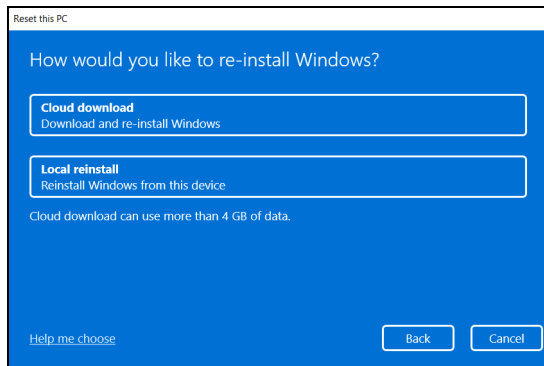 Reset this PC
How would you like to re-install Windows?
Cloud download
Download and re-install Windows
Local reinstall
Reinstall Windows from this device
Cloud download can use more than 4 GB of data.
Help me choose
Back
Cancel